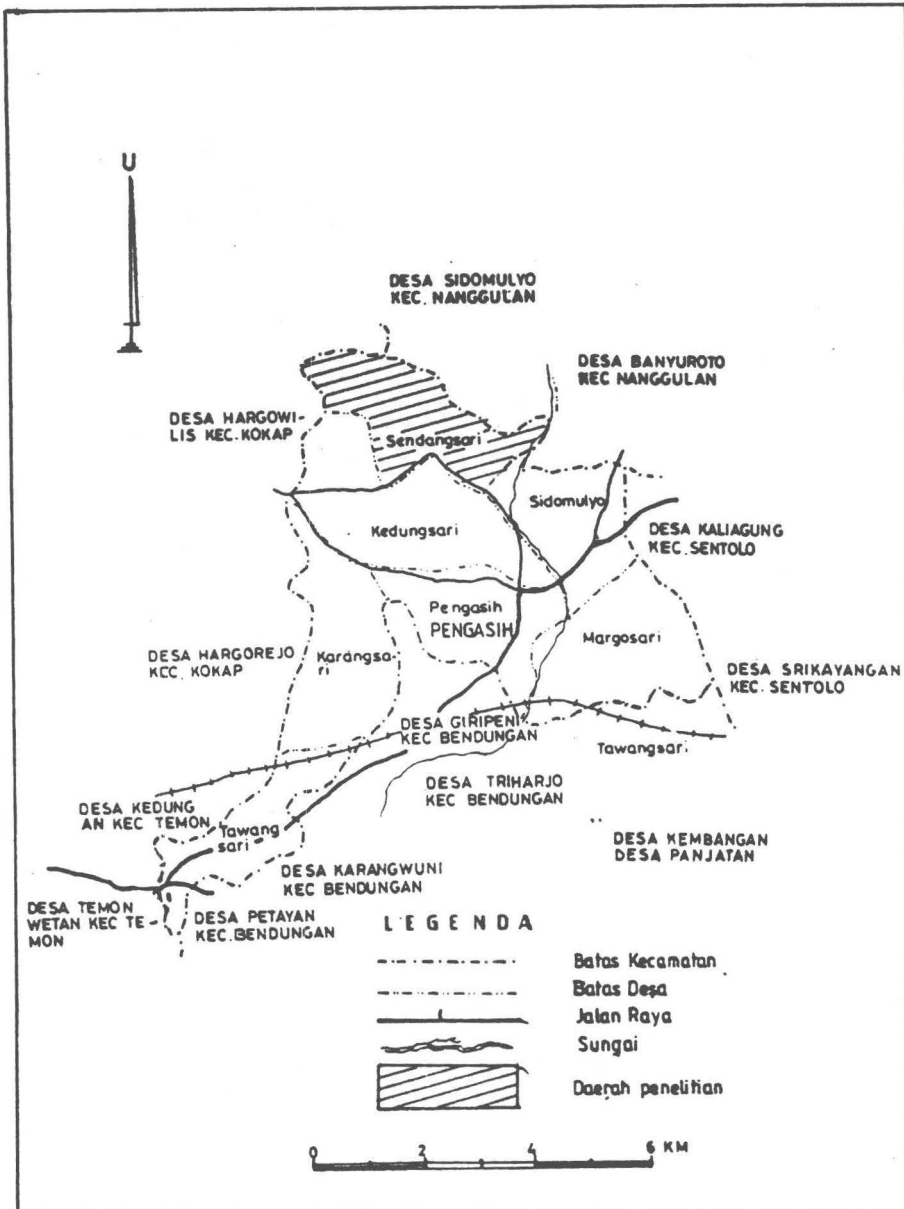 U
DESA SIDOMULYO
KEC. NANGGULAN
DESA BANYUROTO
KEC NANGGULAN
DESA HARGOWI-
LIS KEC. KOKAP
Sendangsari
Sidomulyo
Kedungsari
DESA KALIAGUNG
KEC. SENTOLO
Pengasih
PENGASIH
Margosari
DESA HARGOREJO
KCC. KOKAP
Karangsa-
ri
DESA SRIKAYANGAN
KEC. SENTOLO
DESA GIRIPENI
KEC BENDUNGAN
Tawangsari
DESA TRIHARJO
KEC BENDUNGAN
DESA KEDUNG
AN KEC TEMON
Tawang
sari
DESA KEMBANGAN
DESA PANJATAN
DESA KARANGWUNI
KEC BENDUNGAN
DESA TEMON
WETAN KEC TE-
MON
DESA PETAYAN
KEC. BENDUNGAN
LEGENDA
Batas Kecamatan
Batas Desa
Jalan Raya
Sungai
Daerah penelitian
0 2 4 6 KM